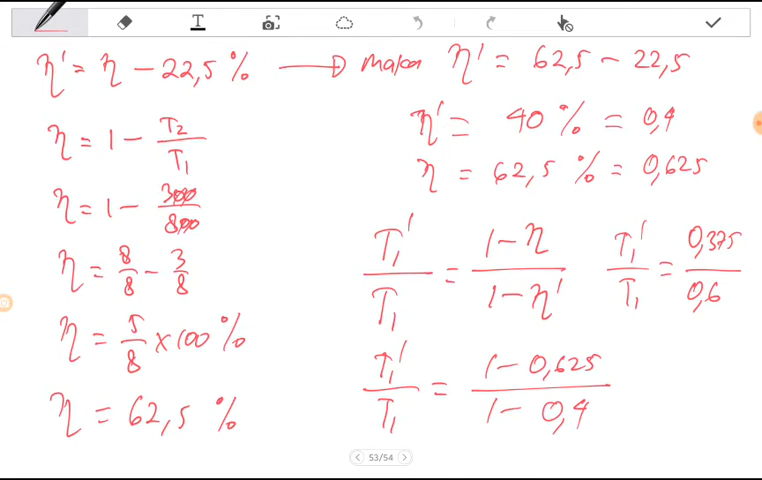 η' = η − 22,5 % → maka η' = 62,5 − 22,5
η' = 40 % = 0,4
η = 1 − T₂/T₁
η = 62,5 % = 0,625
η = 1 − 300/800
T₁'/T₁ = (1 − η)/(1 − η')
T₁'/T₁ = 0,375/0,6
η = 8/8 − 3/8
η = 5/8 × 100 %
T₁'/T₁ = (1 − 0,625)/(1 − 0,4)
η = 62,5 %
53/54